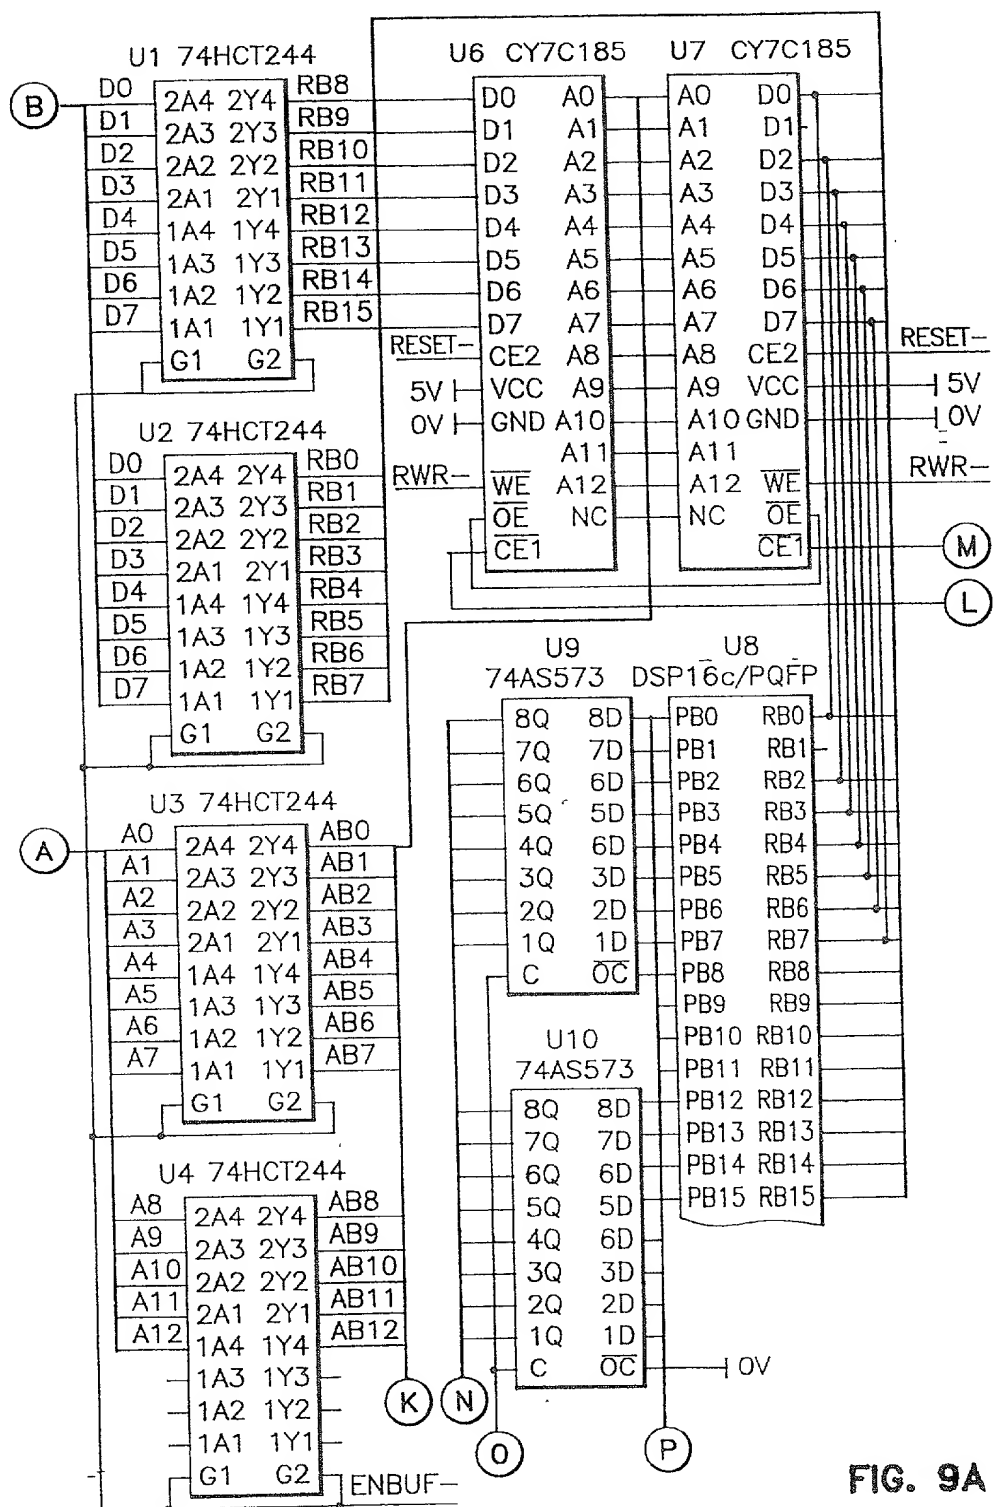 U1 74HCT244
B
D0 2A4 2Y4 RB8
D1 2A3 2Y3 RB9
D2 2A2 2Y2 RB10
D3 2A1 2Y1 RB11
D4 1A4 1Y4 RB12
D5 1A3 1Y3 RB13
D6 1A2 1Y2 RB14
D7 1A1 1Y1 RB15
G1 G2
U2 74HCT244
D0 2A4 2Y4 RB0
D1 2A3 2Y3 RB1
D2 2A2 2Y2 RB2
D3 2A1 2Y1 RB3
D4 1A4 1Y4 RB4
D5 1A3 1Y3 RB5
D6 1A2 1Y2 RB6
D7 1A1 1Y1 RB7
G1 G2
U3 74HCT244
A
A0 2A4 2Y4 AB0
A1 2A3 2Y3 AB1
A2 2A2 2Y2 AB2
A3 2A1 2Y1 AB3
A4 1A4 1Y4 AB4
A5 1A3 1Y3 AB5
A6 1A2 1Y2 AB6
A7 1A1 1Y1 AB7
G1 G2
U4 74HCT244
A8 2A4 2Y4 AB8
A9 2A3 2Y3 AB9
A10 2A2 2Y2 AB10
A11 2A1 2Y1 AB11
A12 1A4 1Y4 AB12
1A3 1Y3
1A2 1Y2
1A1 1Y1
G1 G2 ENBUF-
U6 CY7C185
D0 A0
D1 A1
D2 A2
D3 A3
D4 A4
D5 A5
D6 A6
D7 A7
RESET- CE2 A8
5V VCC A9
0V GND A10
A11
RWR- WE A12
OE NC
CE1
U7 CY7C185
A0 D0
A1 D1
A2 D2
A3 D3
A4 D4
A5 D5
A6 D6
A7 D7
A8 CE2 RESET-
A9 VCC 5V
A10 GND 0V
A11
A12 WE RWR-
NC OE
CE1 M
L
U9
74AS573
8Q 8D
7Q 7D
6Q 6D
5Q 5D
4Q 6D
3Q 3D
2Q 2D
1Q 1D
C OC
U8
DSP16c/PQFP
PB0 RB0
PB1 RB1
PB2 RB2
PB3 RB3
PB4 RB4
PB5 RB5
PB6 RB6
PB7 RB7
PB8 RB8
PB9 RB9
PB10 RB10
PB11 RB11
PB12 RB12
PB13 RB13
PB14 RB14
PB15 RB15
U10
74AS573
8Q 8D
7Q 7D
6Q 6D
5Q 5D
4Q 6D
3Q 3D
2Q 2D
1Q 1D
C OC 0V
K N
O P
FIG. 9A